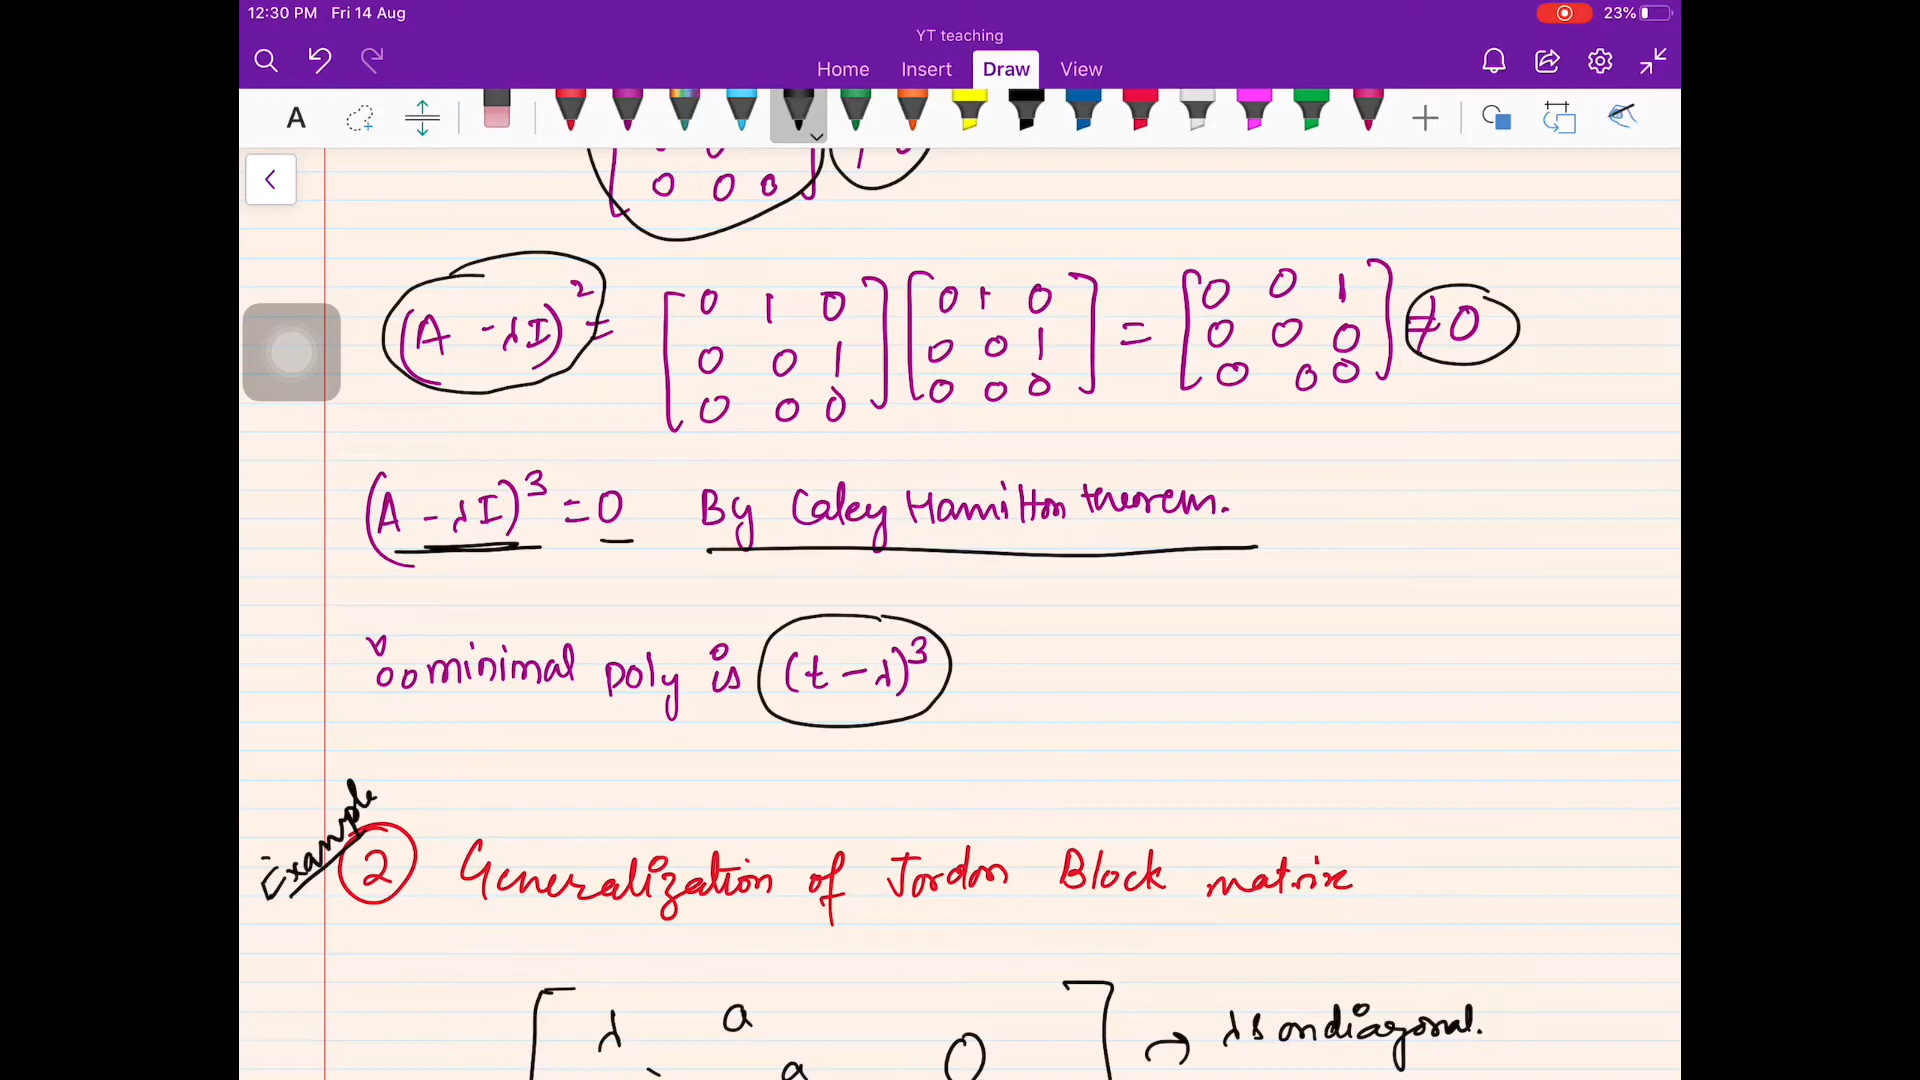 12:30 PM Fri 14 Aug
23%
YT teaching
Home Insert Draw View
A
0 0 0
(A - λI)² = [0 1 0] [0 1 0] = [0 0 1] ≠ 0
0 0 1 0 0 1 0 0 0
0 0 0 0 0 0 0 0 0
(A - λI)³ = 0 By Caley Hamilton theorem.
minimal poly is (t - λ)³
Example
2 Generalization of Jordon Block matrix
λ a → λ is on diagonal.
a 0